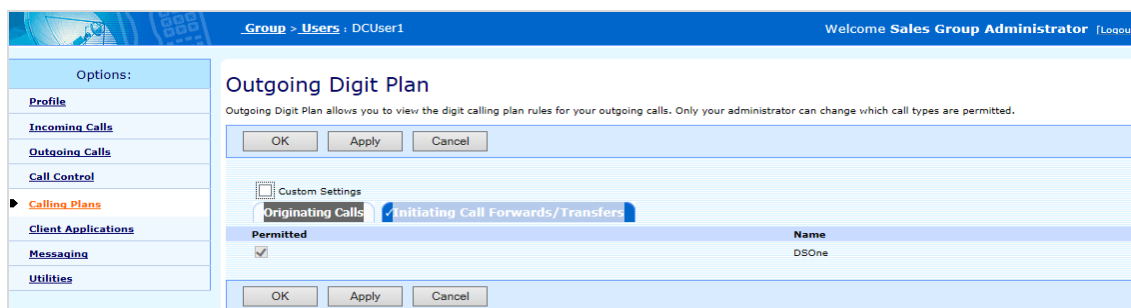 Group > Users : DCUser1
Welcome Sales Group Administrator [Logou
Options:
Profile
Incoming Calls
Outgoing Calls
Call Control
Calling Plans
Client Applications
Messaging
Utilities
Outgoing Digit Plan
Outgoing Digit Plan allows you to view the digit calling plan rules for your outgoing calls. Only your administrator can change which call types are permitted.
OK Apply Cancel
Custom Settings
Originating Calls Initiating Call Forwards/Transfers
Permitted Name
DSOne
OK Apply Cancel